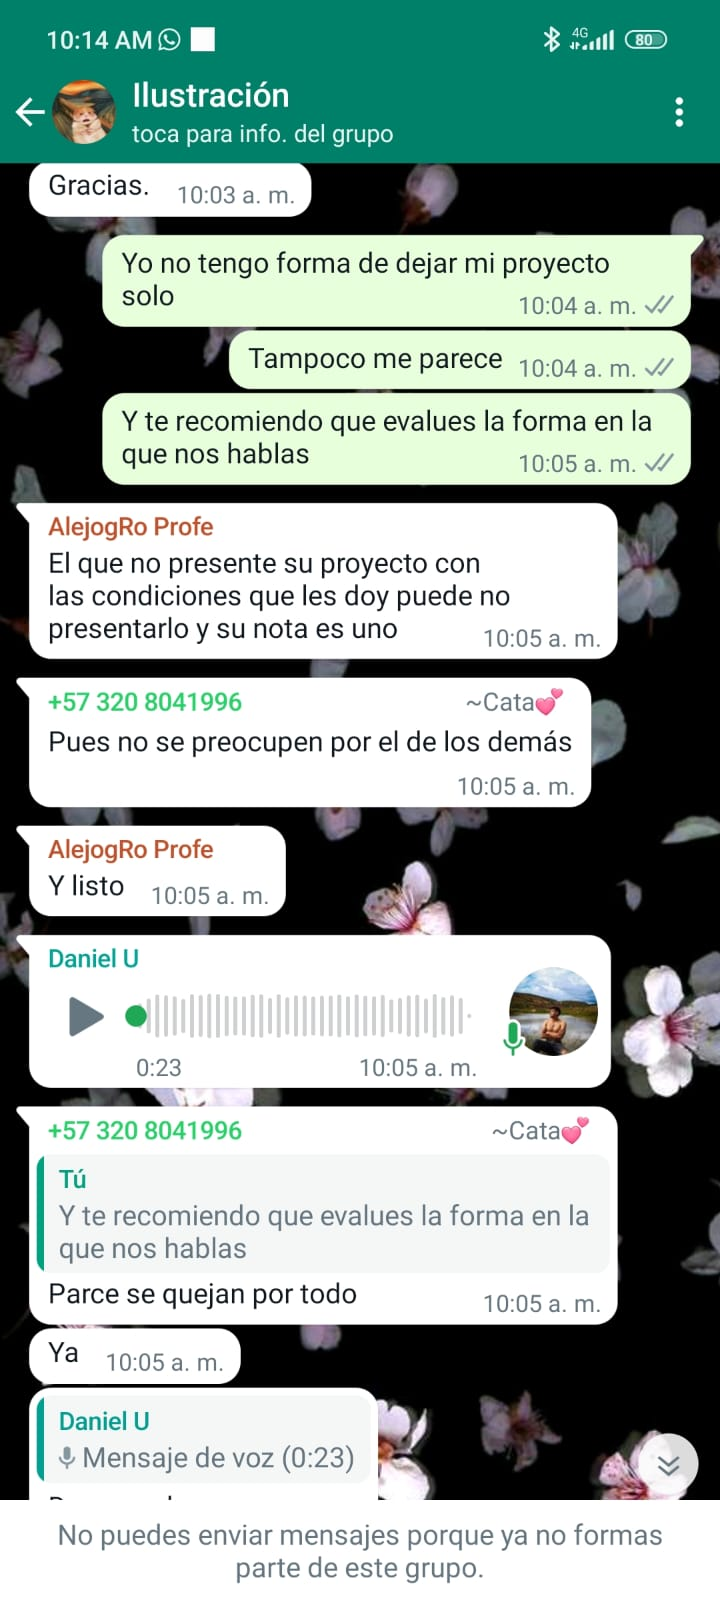 10:14 AM
4G
80
Ilustración
toca para info. del grupo
Gracias.
10:03 a. m.
Yo no tengo forma de dejar mi proyecto
solo
10:04 a. m.
Tampoco me parece
10:04 a. m.
Y te recomiendo que evalues la forma en la
que nos hablas
10:05 a. m.
AlejogRo Profe
El que no presente su proyecto con
las condiciones que les doy puede no
presentarlo y su nota es uno
10:05 a. m.
+57 320 8041996
~Cata💕
Pues no se preocupen por el de los demás
10:05 a. m.
AlejogRo Profe
Y listo
10:05 a. m.
Daniel U
0:23
10:05 a. m.
+57 320 8041996
~Cata💕
Tú
Y te recomiendo que evalues la forma en la
que nos hablas
Parce se quejan por todo
10:05 a. m.
Ya
10:05 a. m.
Daniel U
Mensaje de voz (0:23)
No puedes enviar mensajes porque ya no formas
parte de este grupo.